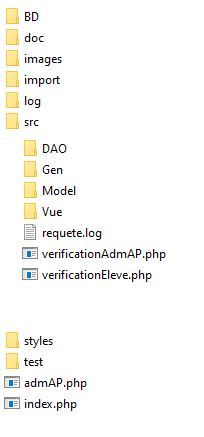 BD
doc
images
import
log
src
DAO
Gen
Model
Vue
requete.log
verificationAdmAP.php
verificationEleve.php
styles
test
admAP.php
index.php